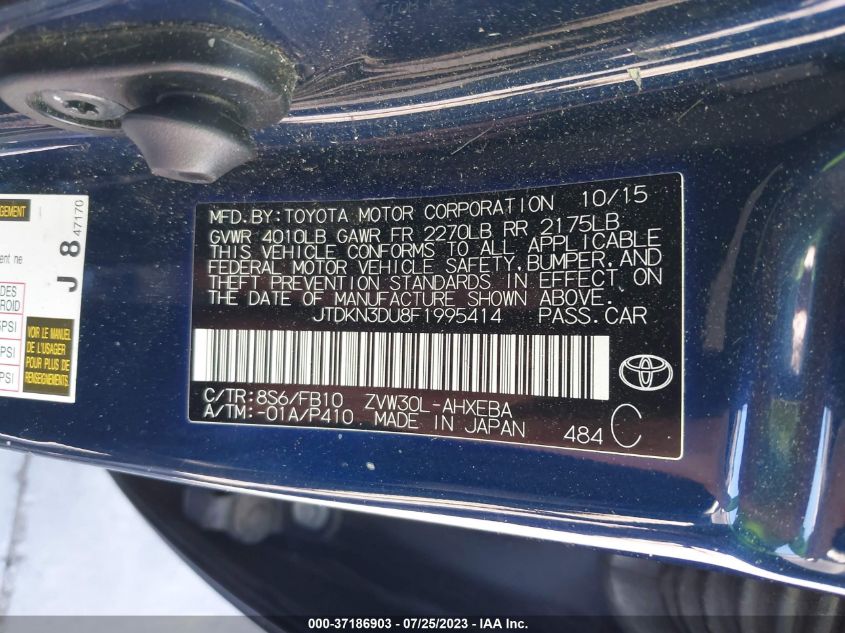 MFD. BY: TOYOTA MOTOR CORPORATION 10/15
GVWR 4010LB GAWR FR 2270LB RR 2175LB
THIS VEHICLE CONFORMS TO ALL APPLICABLE
FEDERAL MOTOR VEHICLE SAFETY, BUMPER, AND
THEFT PREVENTION STANDARDS IN EFFECT ON
THE DATE OF MANUFACTURE SHOWN ABOVE.
JTDKN3DU8F1995414 PASS. CAR
C/TR: 8S6/FB10 ZVW30L-AHXEBA
A/TM: -01A/P410 MADE IN JAPAN
484 C
J 8 47170
VOIR MANUEL
DE L'USAGER
POUR PLUS DE
RENSEIGNEMENTS
PSI
PSI
000-37186903 / 07/25/2023 / IAA Inc.